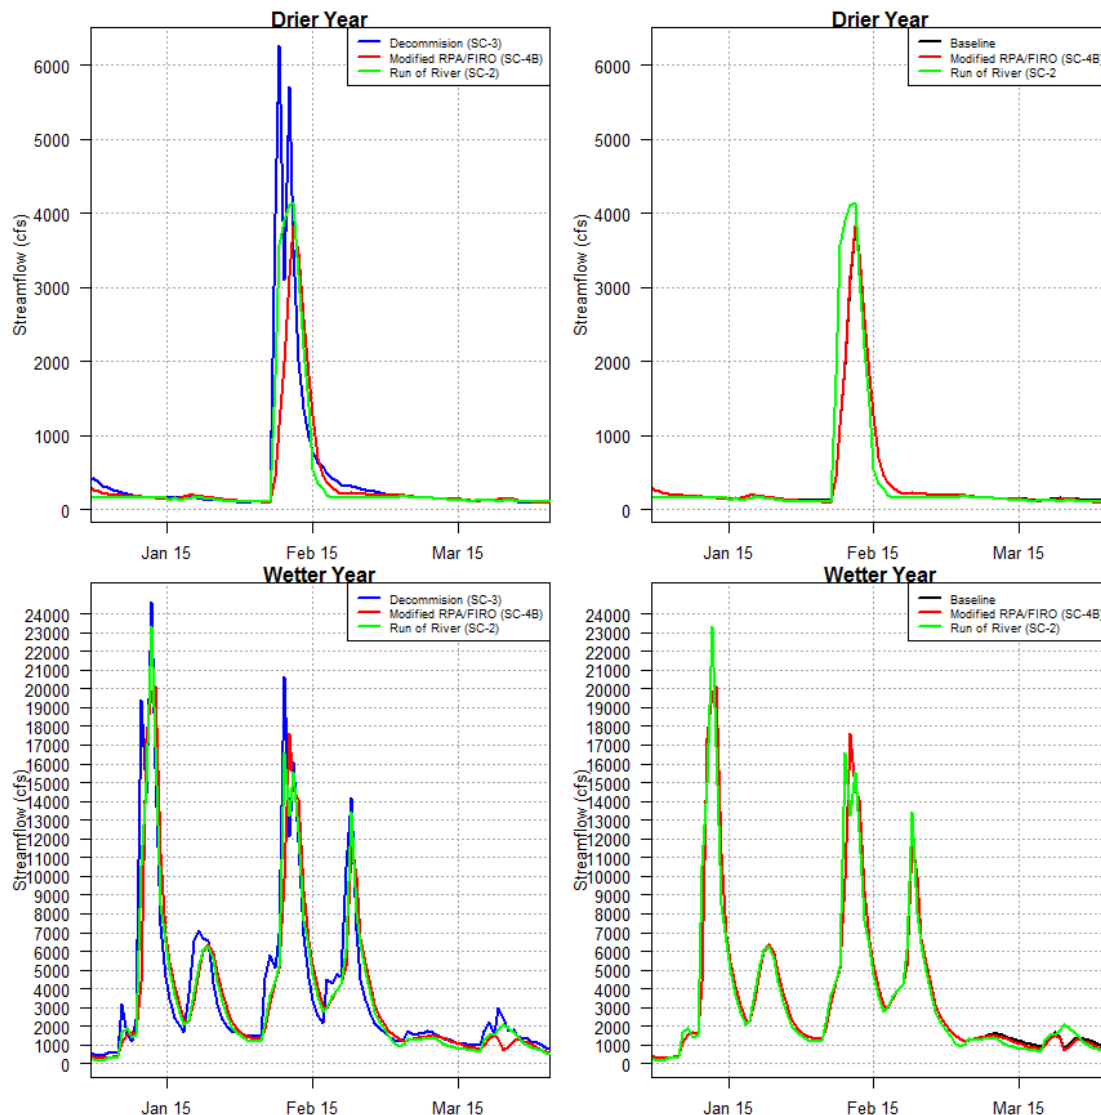 Drier Year
Decommision (SC-3)
Modified RPA/FIRO (SC-4B)
Run of River (SC-2)
Streamflow (cfs)
6000
5000
4000
3000
2000
1000
0
Jan 15
Feb 15
Mar 15
Drier Year
Baseline
Modified RPA/FIRO (SC-4B)
Run of River (SC-2
Streamflow (cfs)
6000
5000
4000
3000
2000
1000
0
Jan 15
Feb 15
Mar 15
Wetter Year
Decommision (SC-3)
Modified RPA/FIRO (SC-4B)
Run of River (SC-2)
Streamflow (cfs)
24000
23000
22000
21000
20000
19000
18000
17000
16000
15000
14000
13000
12000
11000
10000
9000
8000
7000
6000
5000
4000
3000
2000
1000
0
Jan 15
Feb 15
Mar 15
Wetter Year
Baseline
Modified RPA/FIRO (SC-4B)
Run of River (SC-2)
Streamflow (cfs)
24000
23000
22000
21000
20000
19000
18000
17000
16000
15000
14000
13000
12000
11000
10000
9000
8000
7000
6000
5000
4000
3000
2000
1000
0
Jan 15
Feb 15
Mar 15